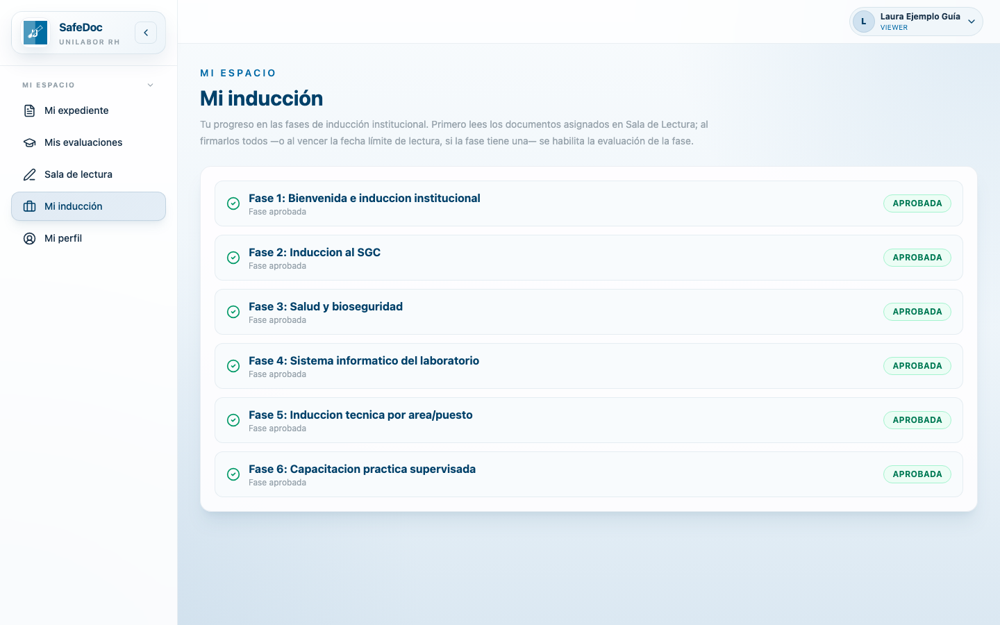 SafeDoc
UNILABOR RH
L
Laura Ejemplo Guía
VIEWER
MI ESPACIO
Mi expediente
Mis evaluaciones
Sala de lectura
Mi inducción
Mi perfil
MI ESPACIO
Mi inducción
Tu progreso en las fases de inducción institucional. Primero lees los documentos asignados en Sala de Lectura; al
firmarlos todos —o al vencer la fecha límite de lectura, si la fase tiene una— se habilita la evaluación de la fase.
Fase 1: Bienvenida e induccion institucional
Fase aprobada
APROBADA
Fase 2: Induccion al SGC
Fase aprobada
APROBADA
Fase 3: Salud y bioseguridad
Fase aprobada
APROBADA
Fase 4: Sistema informatico del laboratorio
Fase aprobada
APROBADA
Fase 5: Induccion tecnica por area/puesto
Fase aprobada
APROBADA
Fase 6: Capacitacion practica supervisada
Fase aprobada
APROBADA